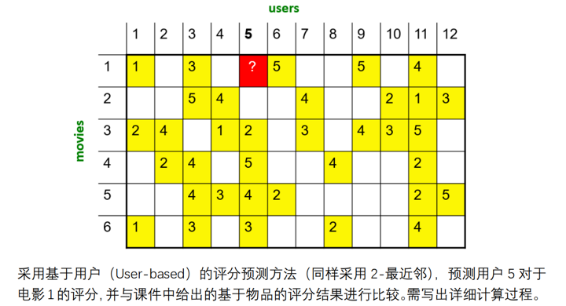 users
1 2 3 4 5 6 7 8 9 10 11 12
1 1 3 ? 5 5 4
2 5 4 4 2 1 3
movies
3 2 4 1 2 3 4 3 5
4 2 4 5 4 2
5 4 3 4 2 2 5
6 1 3 3 2 4
采用基于用户（User-based）的评分预测方法（同样采用 2-最近邻），预测用户 5 对于
电影 1 的评分，并与课件中给出的基于物品的评分结果进行比较。需写出详细计算过程。